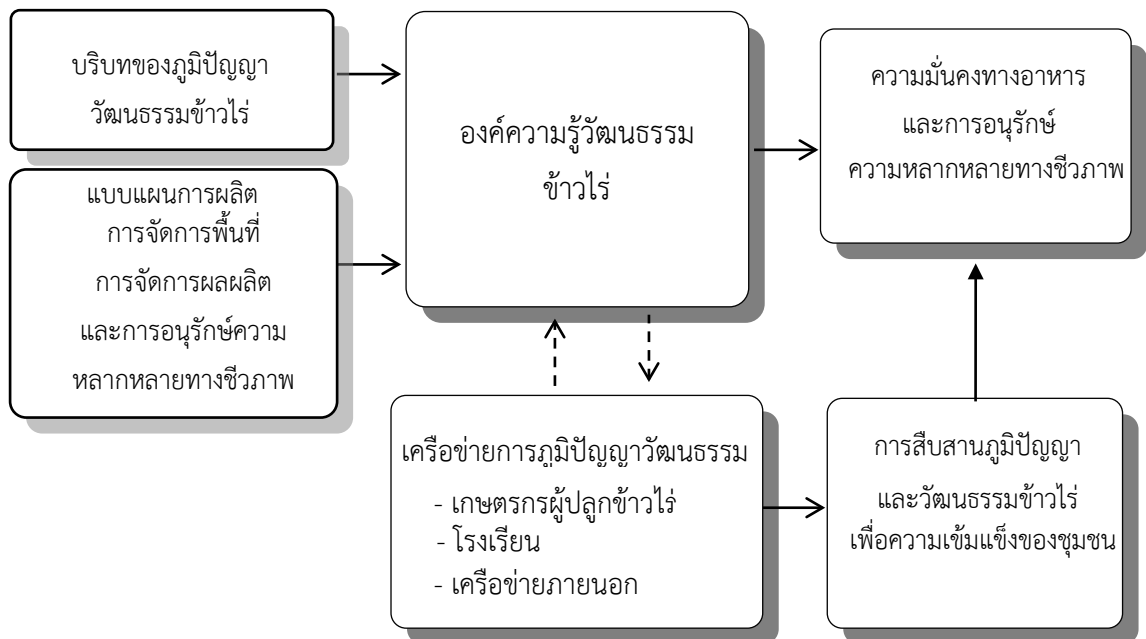 บริบทของภูมิปัญญา
วัฒนธรรมข้าวไร่
แบบแผนการผลิต
การจัดการพื้นที่
การจัดการผลผลิต
และการอนุรักษ์ความ
หลากหลายทางชีวภาพ
องค์ความรู้วัฒนธรรม
ข้าวไร่
ความมั่นคงทางอาหาร
และการอนุรักษ์
ความหลากหลายทางชีวภาพ
เครือข่ายการภูมิปัญญาวัฒนธรรม
- เกษตรกรผู้ปลูกข้าวไร่
- โรงเรียน
- เครือข่ายภายนอก
การสืบสานภูมิปัญญา
และวัฒนธรรมข้าวไร่
เพื่อความเข้มแข็งของชุมชน